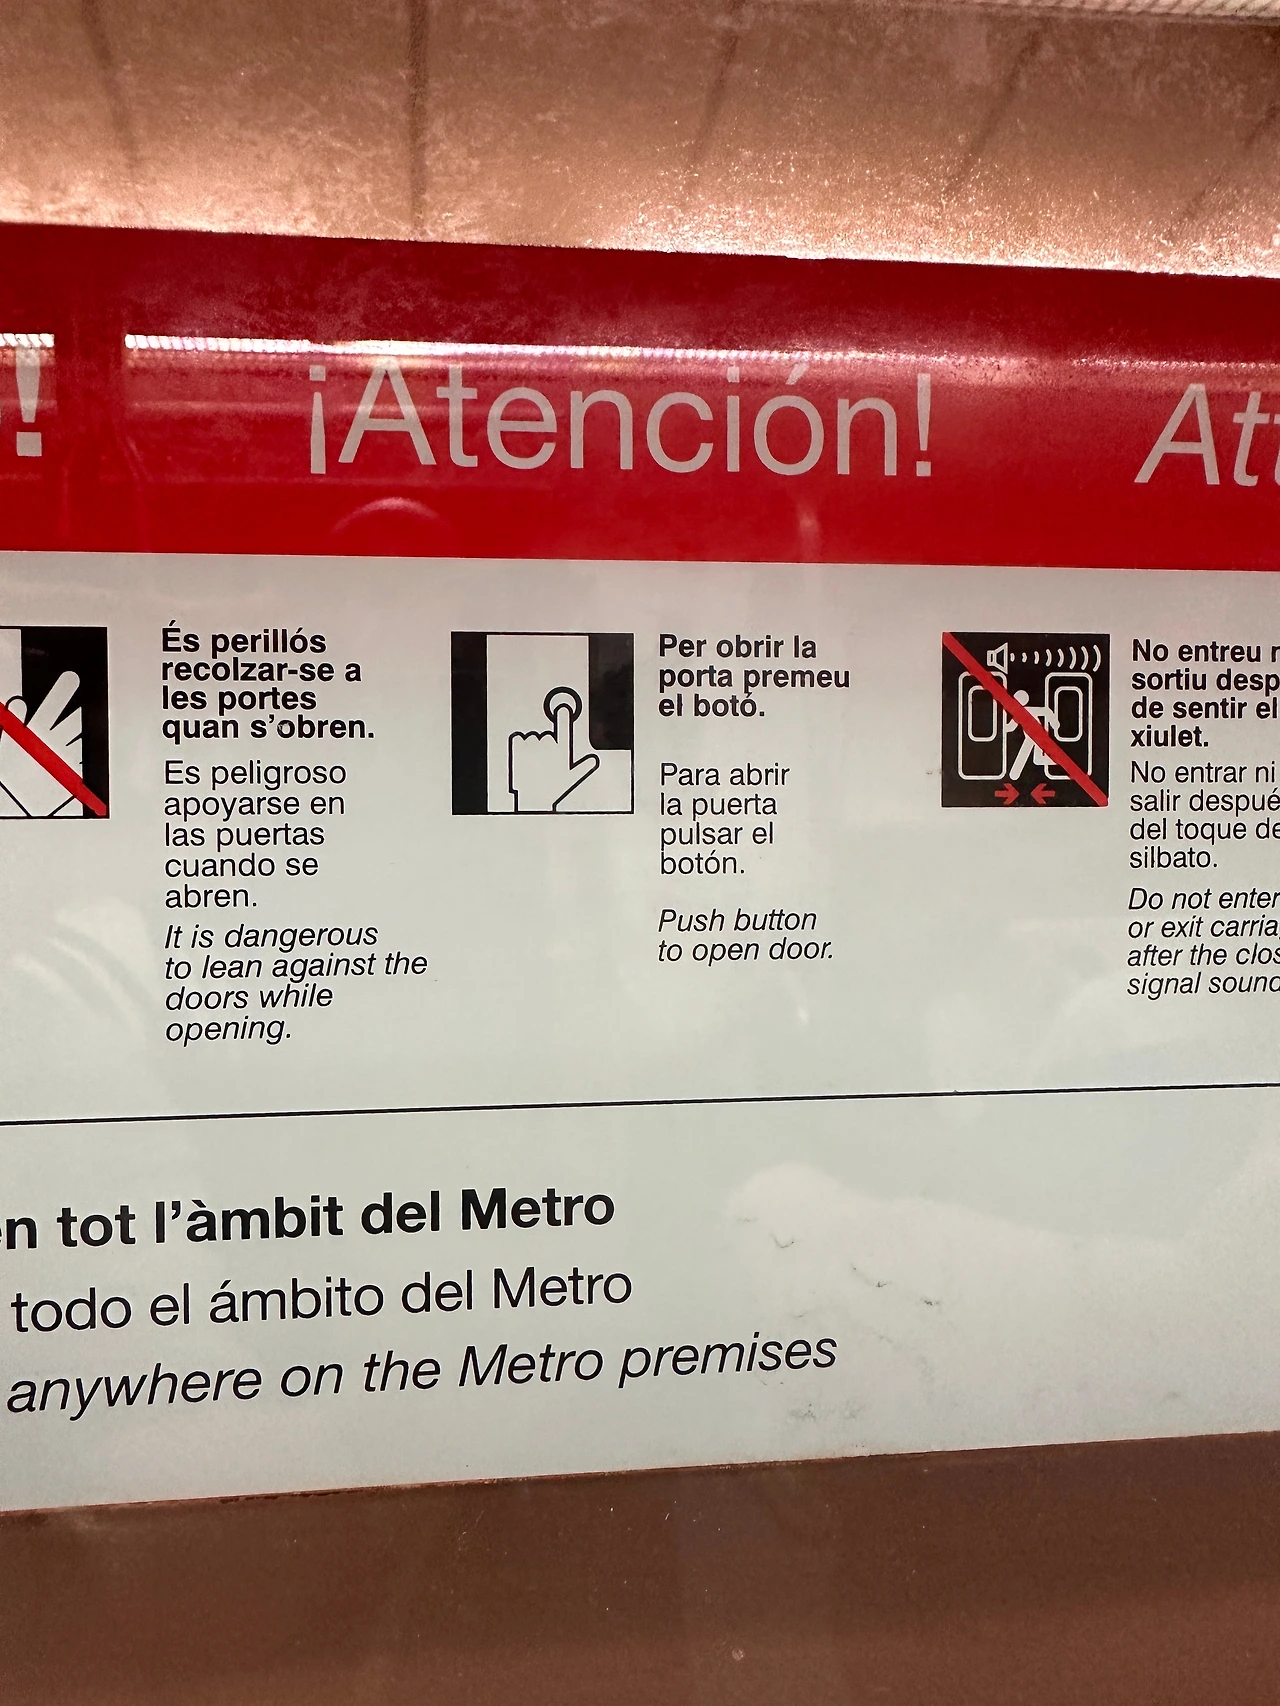 ¡Atención!
És perillós
recolzar-se a
les portes
quan s'obren.
Es peligroso
apoyarse en
las puertas
cuando se
abren.
It is dangerous
to lean against the
doors while
opening.
Per obrir la
porta premeu
el botó.
Para abrir
la puerta
pulsar el
botón.
Push button
to open door.
No entreu
sortiu
de sentir el
xiulet.
No entrar ni
salir
del toque
silbato.
Do not enter
or exit
after the
signal
en tot l'àmbit del Metro
todo el ámbito del Metro
anywhere on the Metro premises